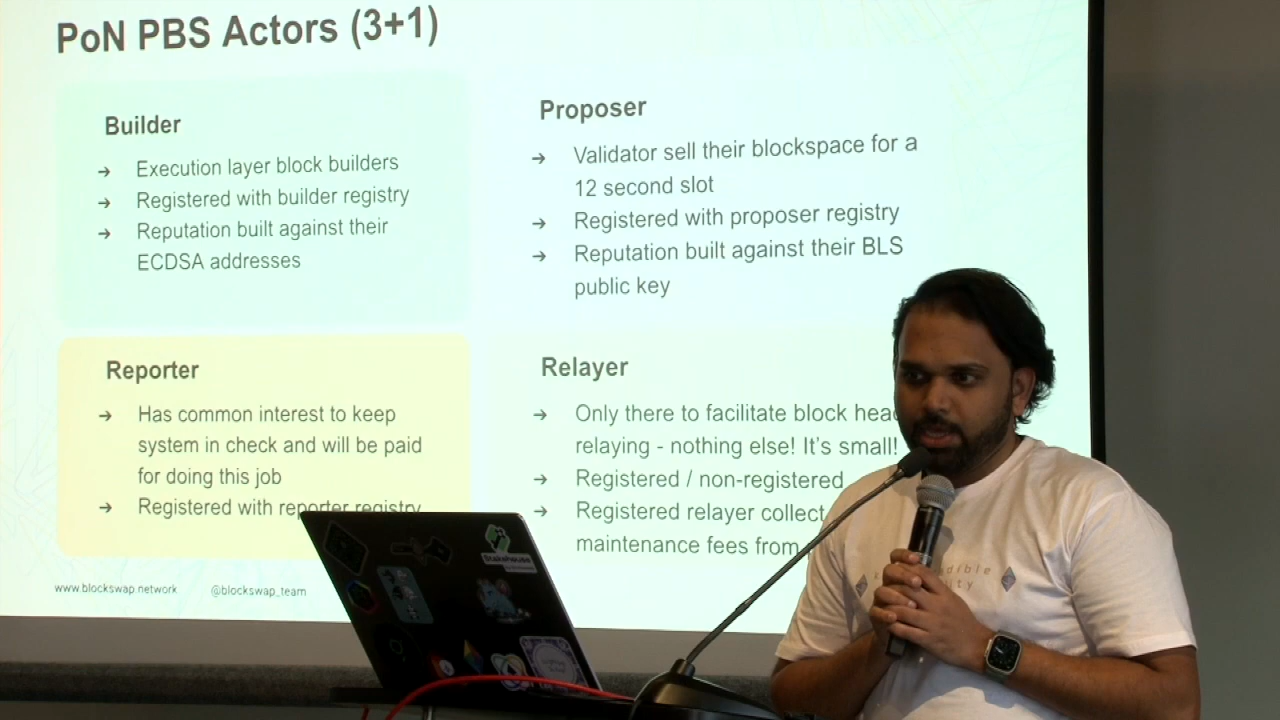 PoN PBS Actors (3+1)
Builder
→ Execution layer block builders
→ Registered with builder registry
→ Reputation built against their
ECDSA addresses
Proposer
→ Validator sell their blockspace for a
12 second slot
→ Registered with proposer registry
→ Reputation built against their BLS
public key
Reporter
→ Has common interest to keep
system in check and will be paid
for doing this job
→ Registered with reporter registry
Relayer
→ Only there to facilitate block
relaying - nothing else! It's small!
→ Registered / non-registered
→ Registered relayer collect
maintenance fees from
www.blockswap.network
@blockswap_team
Stakehouse